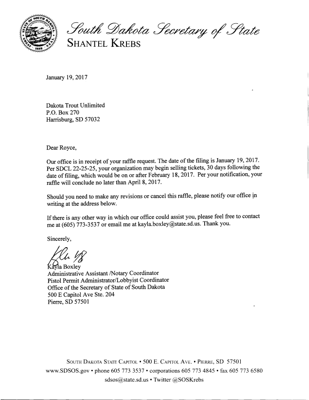 South Dakota Secretary of State
SHANTEL KREBS
January 19, 2017
Dakota Trout Unlimited
P.O. Box 270
Harrisburg, SD 57032
Dear Royce,
Our office is in receipt of your raffle request. The date of the filing is January 19, 2017.
Per SDCL 22-25-25, your organization may begin selling tickets, 30 days following the
date of filing, which would be on or after February 18, 2017. Per your notification, your
raffle will conclude no later than April 8, 2017.
Should you need to make any revisions or cancel this raffle, please notify our office in
writing at the address below.
If there is any other way in which our office could assist you, please feel free to contact
me at (605) 773-3537 or email me at kayla.boxley@state.sd.us. Thank you.
Sincerely,
Kayla Boxley
Administrative Assistant /Notary Coordinator
Pistol Permit Administrator/Lobbyist Coordinator
Office of the Secretary of State of South Dakota
500 E Capitol Ave Ste. 204
Pierre, SD 57501
SOUTH DAKOTA STATE CAPITOL • 500 E. CAPITOL AVE. • PIERRE, SD 57501
www.SDSOS.gov • phone 605 773 3537 • corporations 605 773 4845 • fax 605 773 6580
sdsos@state.sd.us • Twitter @SOSKrebs